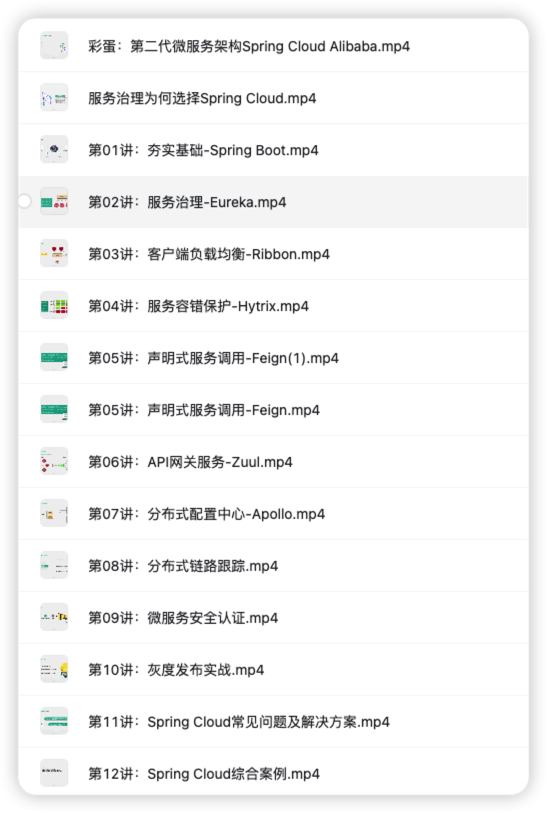 彩蛋：第二代微服务架构Spring Cloud Alibaba.mp4
服务治理为何选择Spring Cloud.mp4
第01讲：夯实基础-Spring Boot.mp4
第02讲：服务治理-Eureka.mp4
第03讲：客户端负载均衡-Ribbon.mp4
第04讲：服务容错保护-Hytrix.mp4
第05讲：声明式服务调用-Feign(1).mp4
第05讲：声明式服务调用-Feign.mp4
第06讲：API网关服务-Zuul.mp4
第07讲：分布式配置中心-Apollo.mp4
第08讲：分布式链路跟踪.mp4
第09讲：微服务安全认证.mp4
第10讲：灰度发布实战.mp4
第11讲：Spring Cloud常见问题及解决方案.mp4
第12讲：Spring Cloud综合案例.mp4